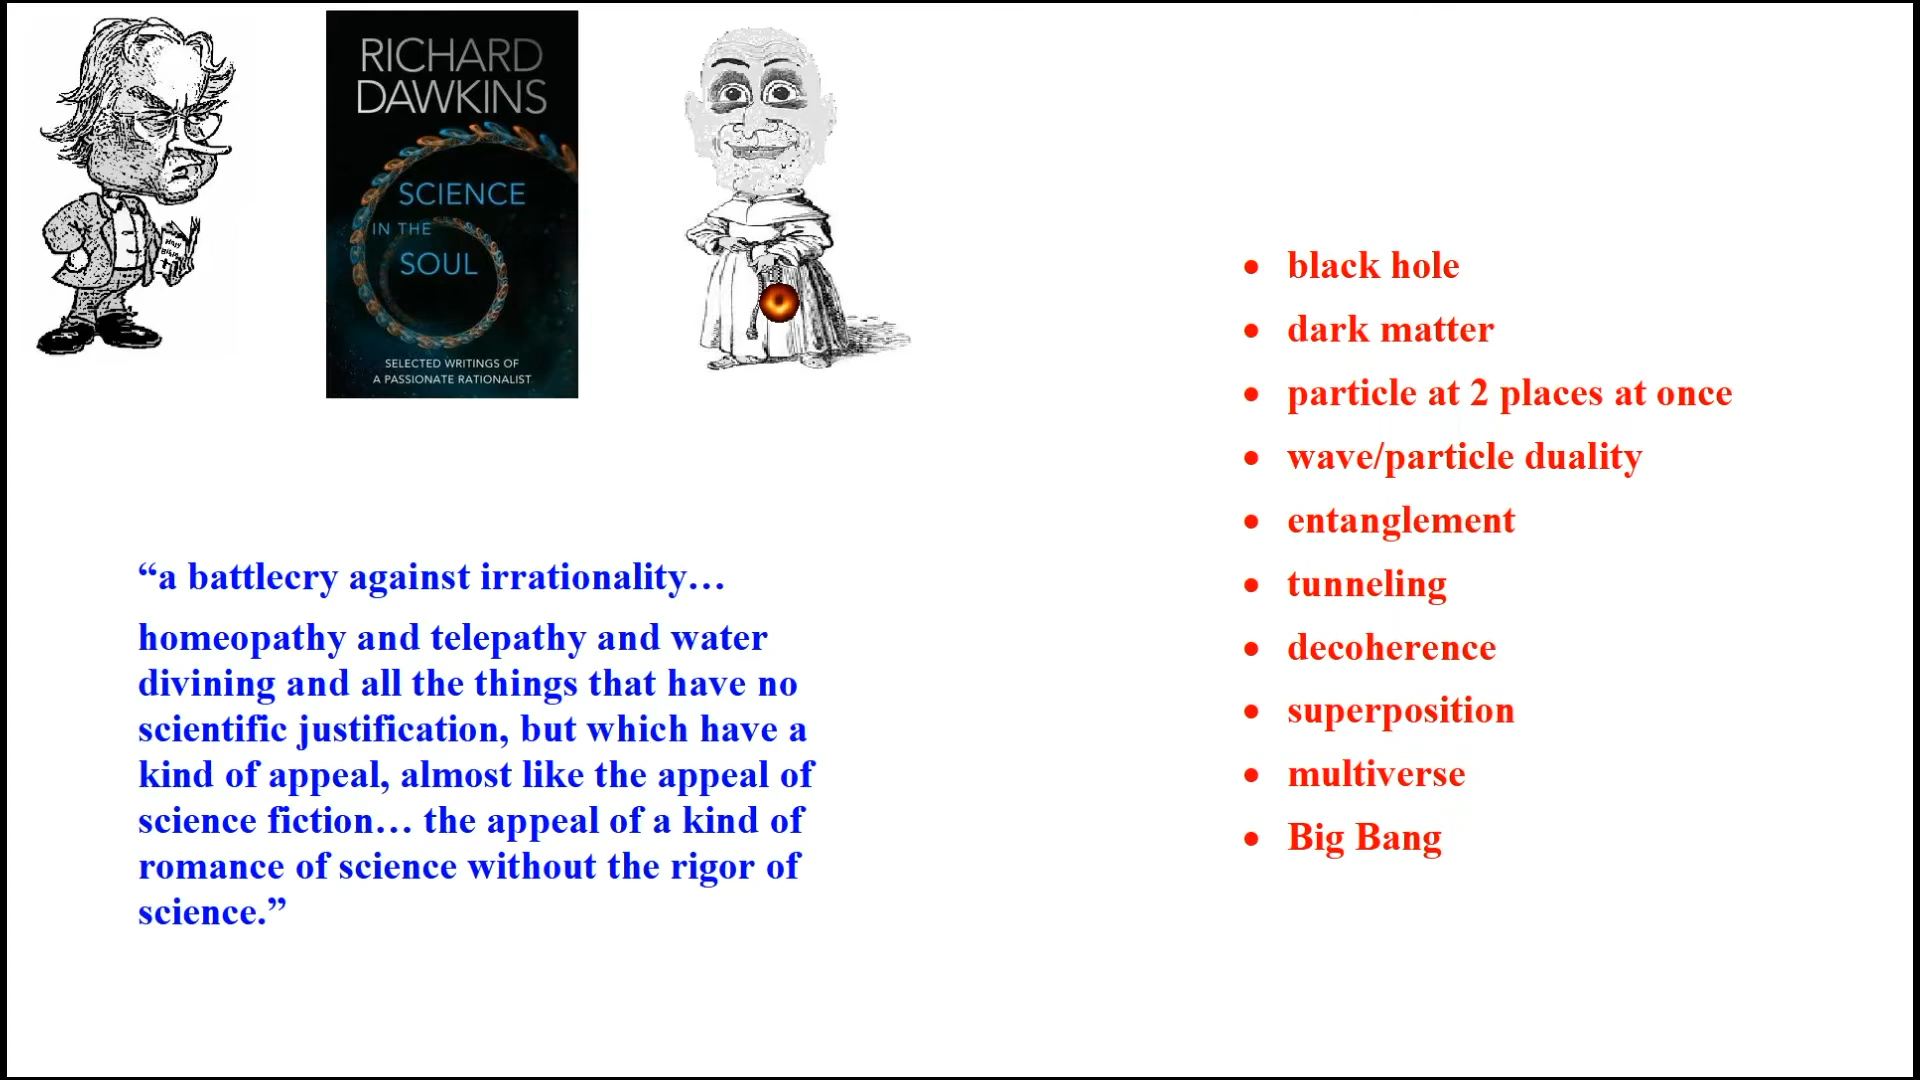 RICHARD
DAWKINS
SCIENCE
IN THE
SOUL
SELECTED WRITINGS OF
A PASSIONATE RATIONALIST
“a battlecry against irrationality…
homeopathy and telepathy and water
divining and all the things that have no
scientific justification, but which have a
kind of appeal, almost like the appeal of
science fiction… the appeal of a kind of
romance of science without the rigor of
science.”
• black hole
• dark matter
• particle at 2 places at once
• wave/particle duality
• entanglement
• tunneling
• decoherence
• superposition
• multiverse
• Big Bang